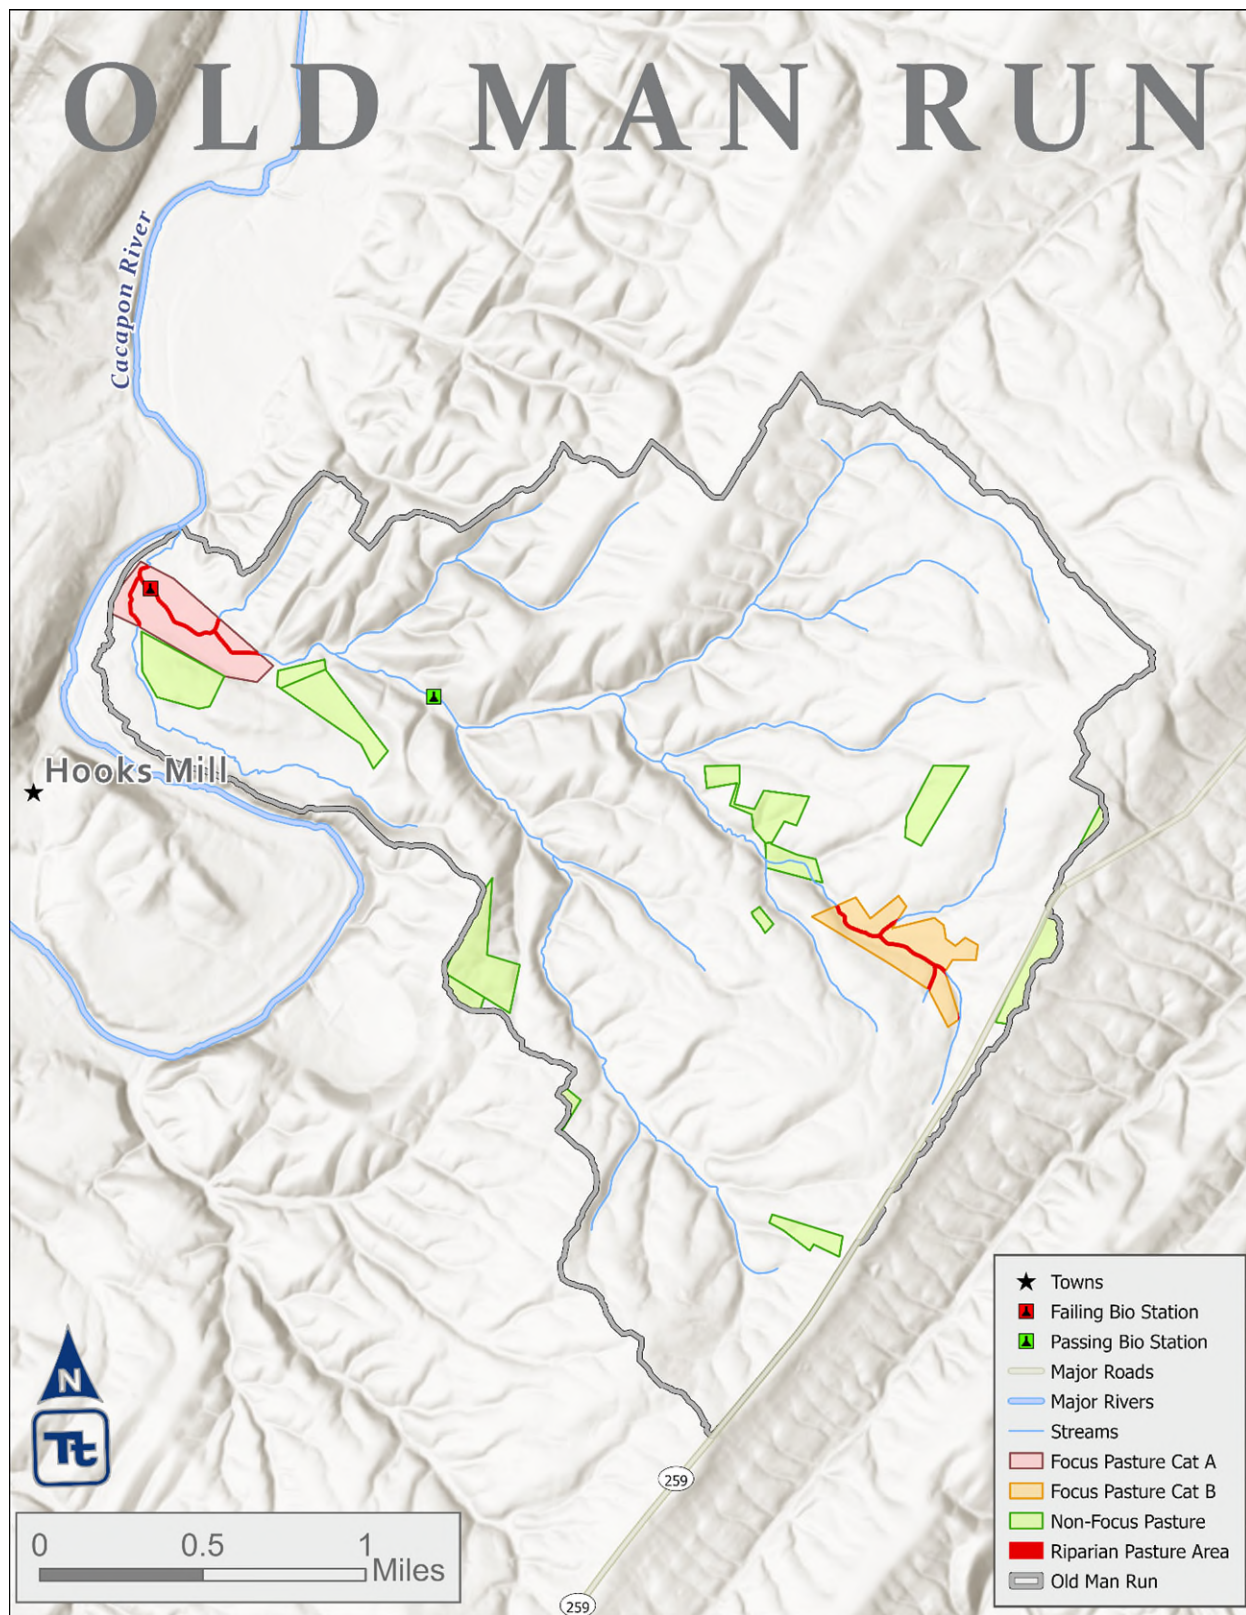 OLD MAN RUN
Cacapon River
Hooks Mill
259
259
N
Tt
0 0.5 1
Miles
Towns
Failing Bio Station
Passing Bio Station
Major Roads
Major Rivers
Streams
Focus Pasture Cat A
Focus Pasture Cat B
Non-Focus Pasture
Riparian Pasture Area
Old Man Run